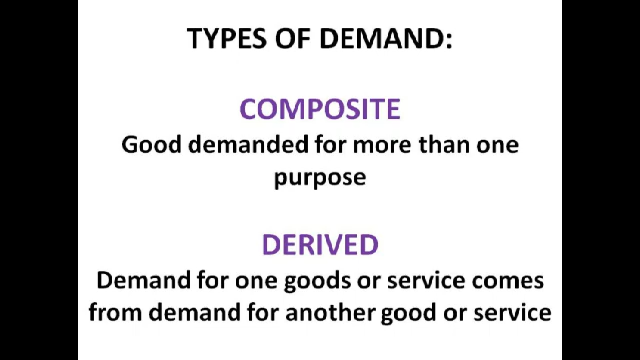 TYPES OF DEMAND:
COMPOSITE
Good demanded for more than one
purpose
DERIVED
Demand for one goods or service comes
from demand for another good or service